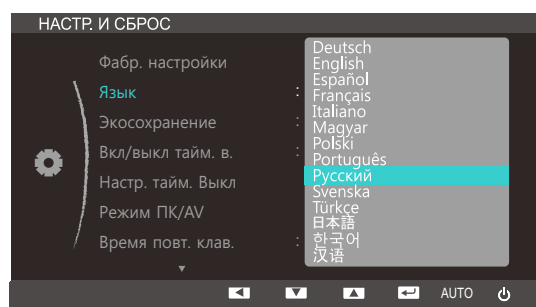 НАСТР. И СБРОС
Фабр. настройки
Язык :
Экосохранение :
Вкл/выкл тайм. в. :
Настр. тайм. Выкл
Режим ПК/AV
Время повт. клав. :
Deutsch
English
Español
Français
Italiano
Magyar
Polski
Português
Русский
Svenska
Türkçe
日本語
한국어
汉语
AUTO